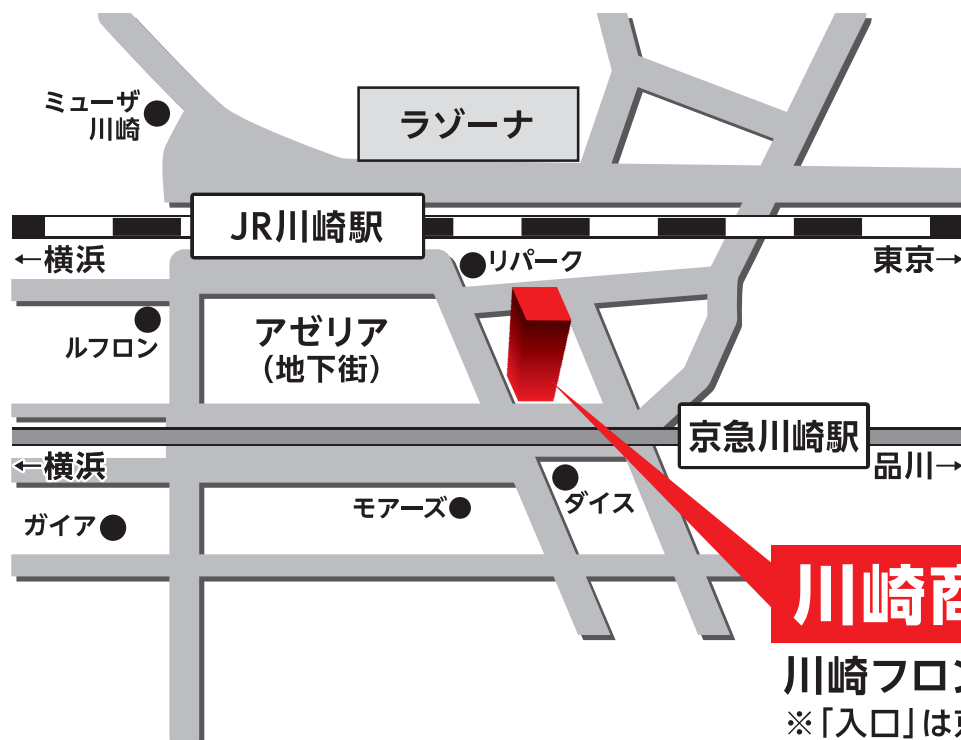 ミューザ
川崎
ラゾーナ
JR川崎駅
←横浜
リパーク
東京→
ルフロン
アゼリア
(地下街)
京急川崎駅
←横浜
品川→
ガイア
モアーズ
ダイス
川崎商
川崎フロン
※「入口」は京